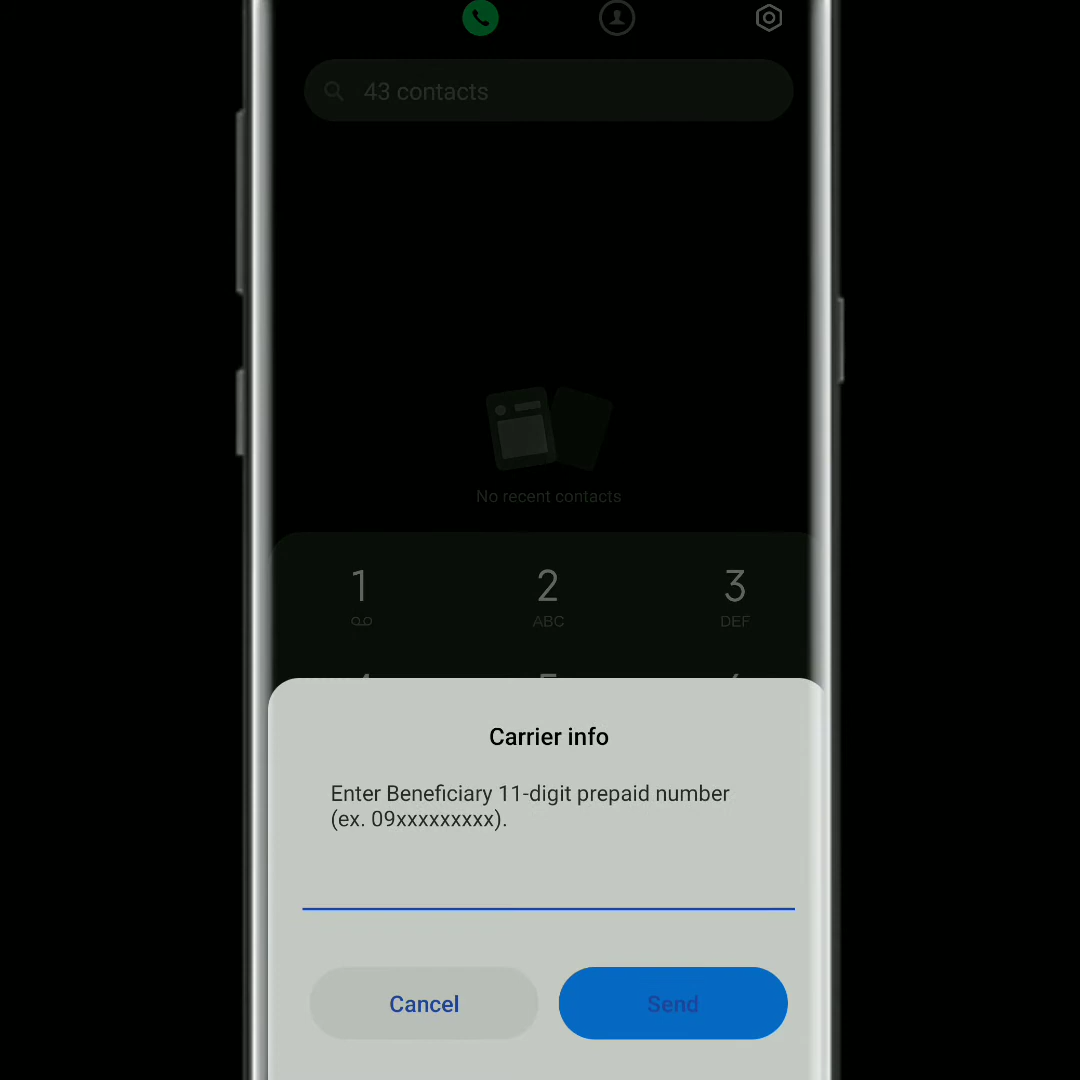 43 contacts
No recent contacts
1 2 3
ABC DEF
Carrier info
Enter Beneficiary 11-digit prepaid number
(ex. 09xxxxxxxxx).
Cancel Send